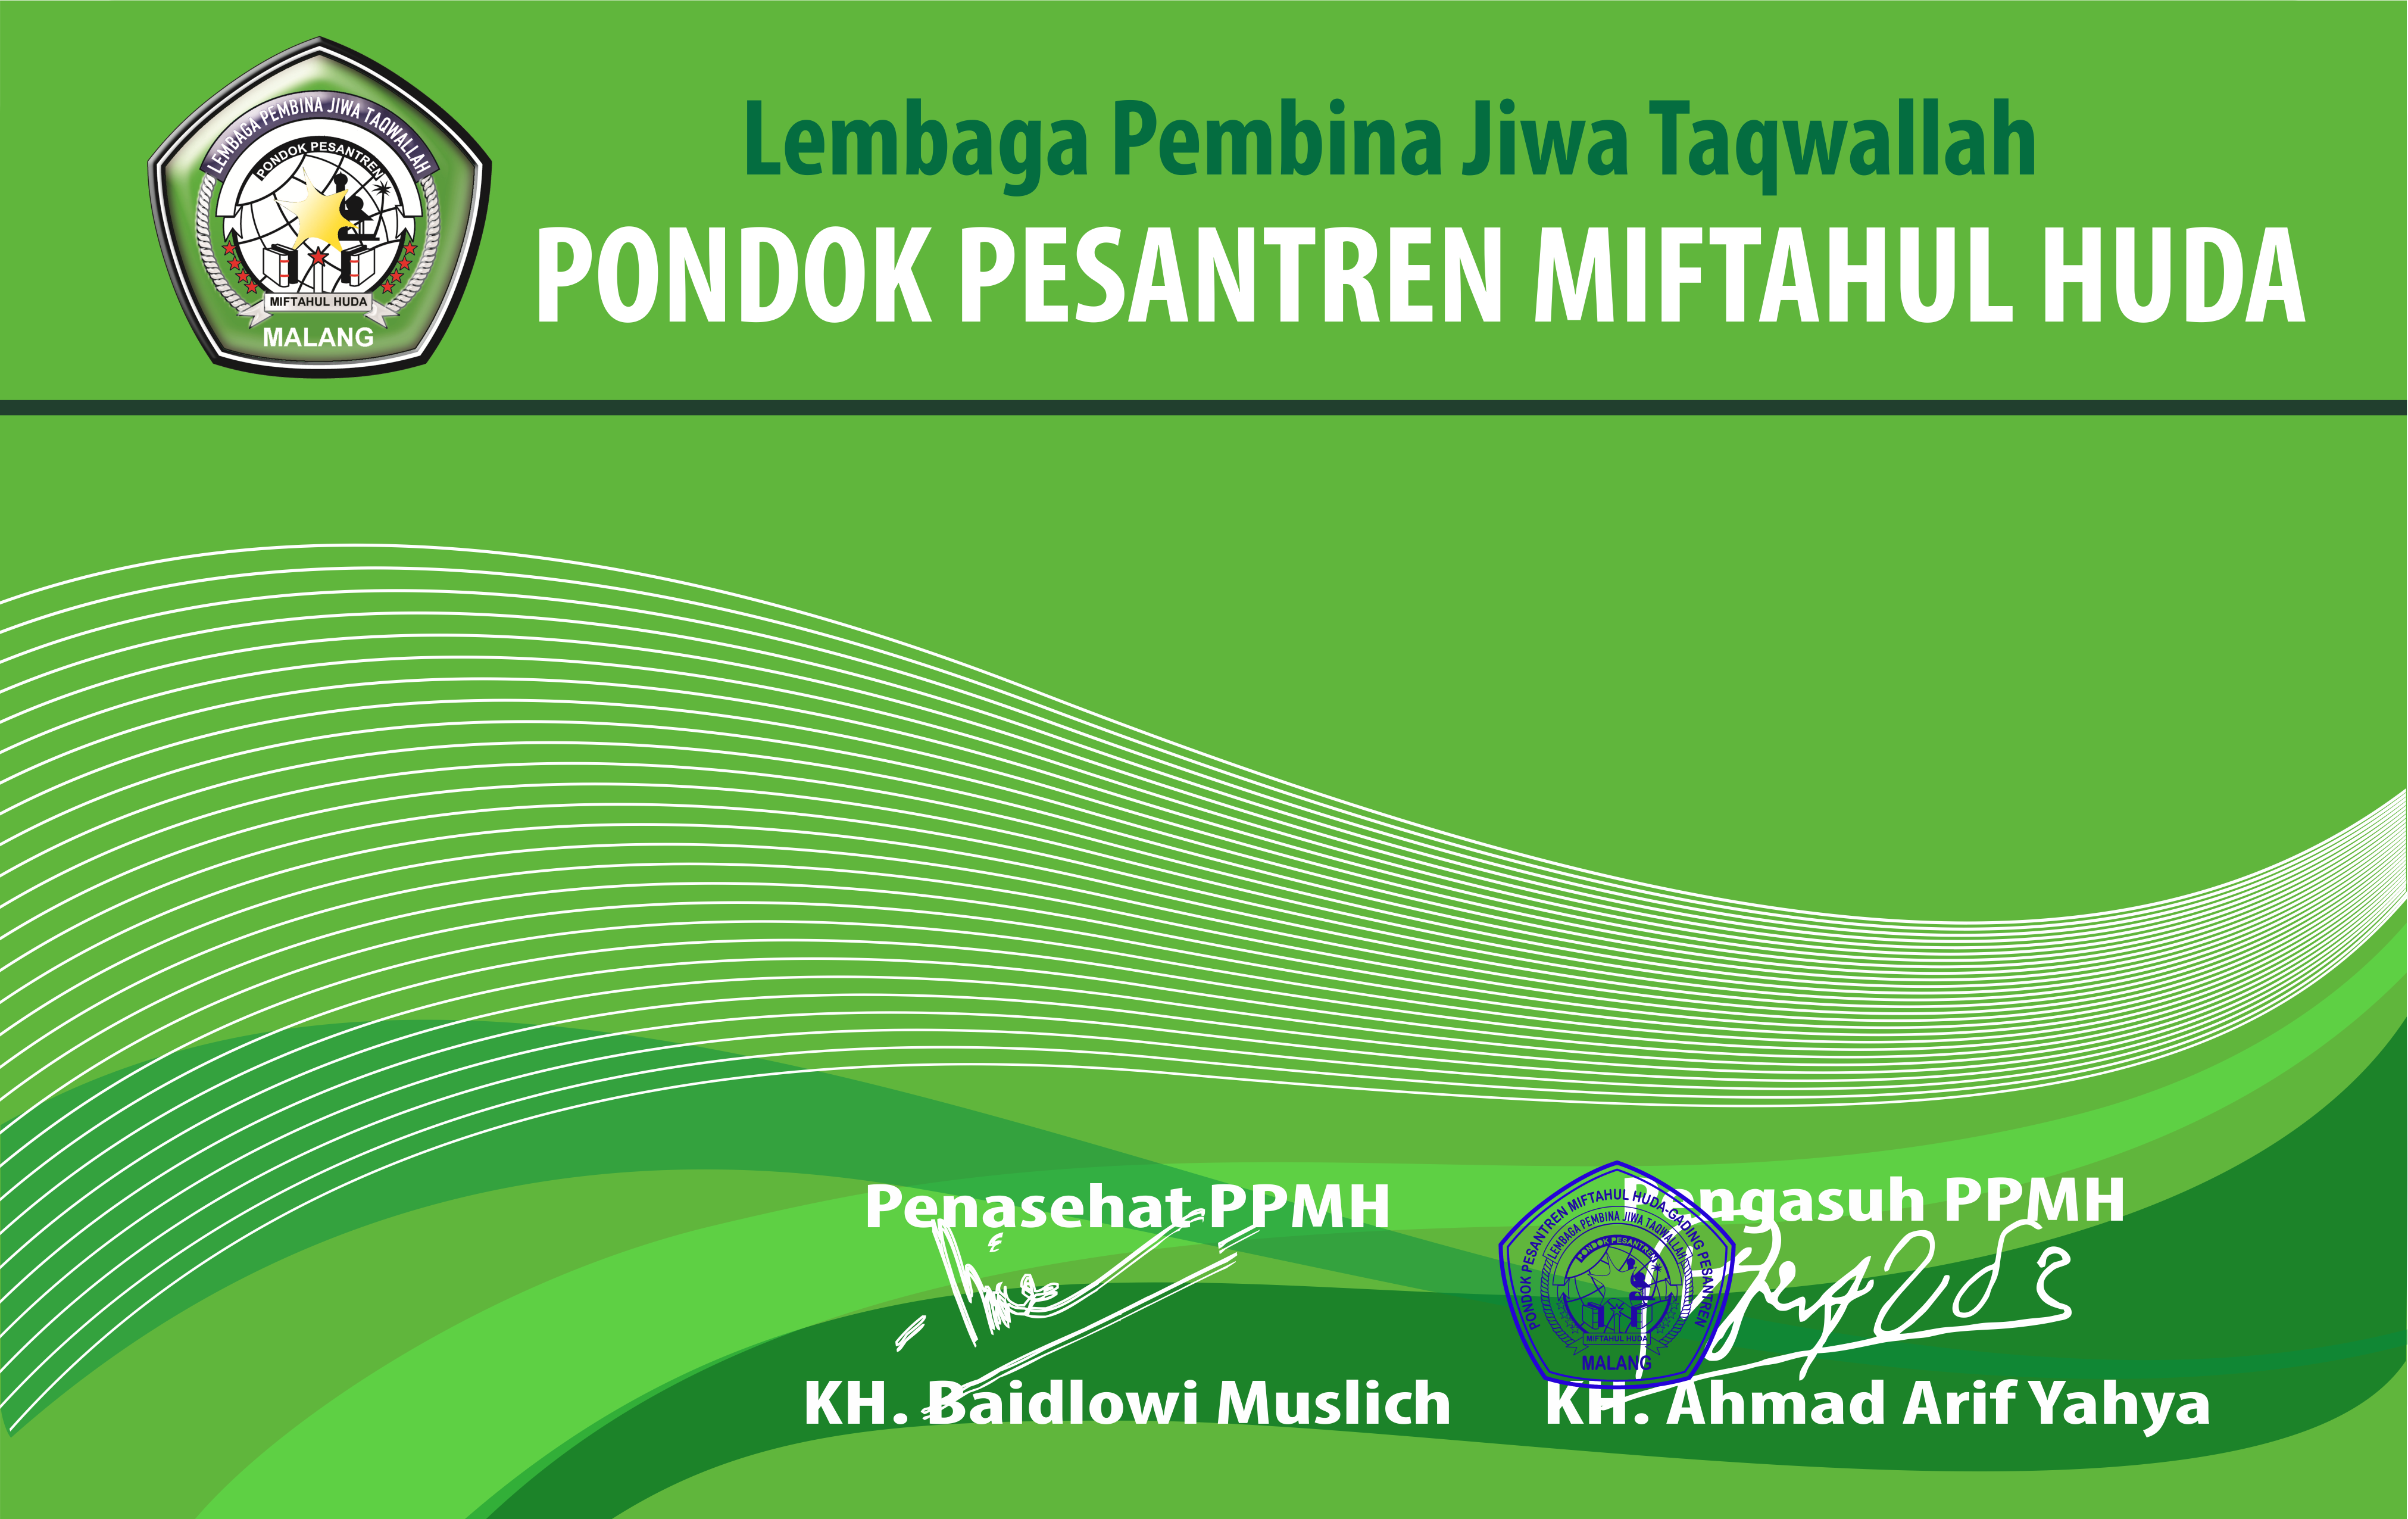 LEMBAGA PEMBINA JIWA TAQWALLAH
PONDOK PESANTREN
MIFTAHUL HUDA
MALANG
Lembaga Pembina Jiwa Taqwallah
PONDOK PESANTREN MIFTAHUL HUDA
Penasehat PPMH
KH. Baidlowi Muslich
Pengasuh PPMH
KH. Ahmad Arif Yahya
PONDOK PESANTREN MIFTAHUL HUDA-GADING PESANTREN
LEMBAGA PEMBINA JIWA TAQWALLAH
PONDOK PESANTREN
MIFTAHUL HUDA
MALANG